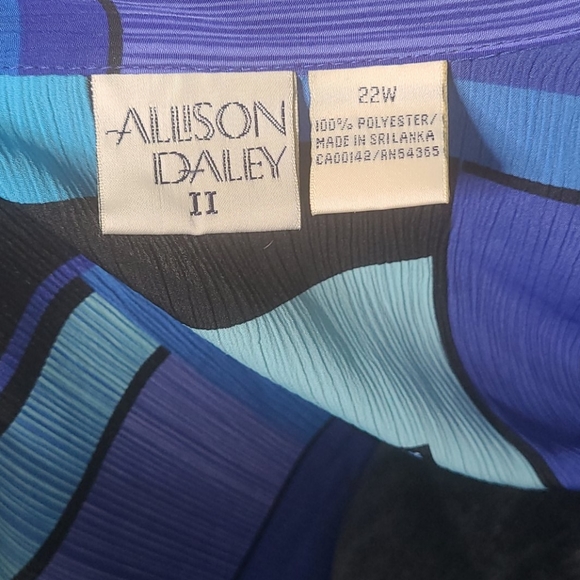 ALLISON
DALEY
II
22W
100% POLYESTER/
MADE IN SRI LANKA
CA00142/RN54365